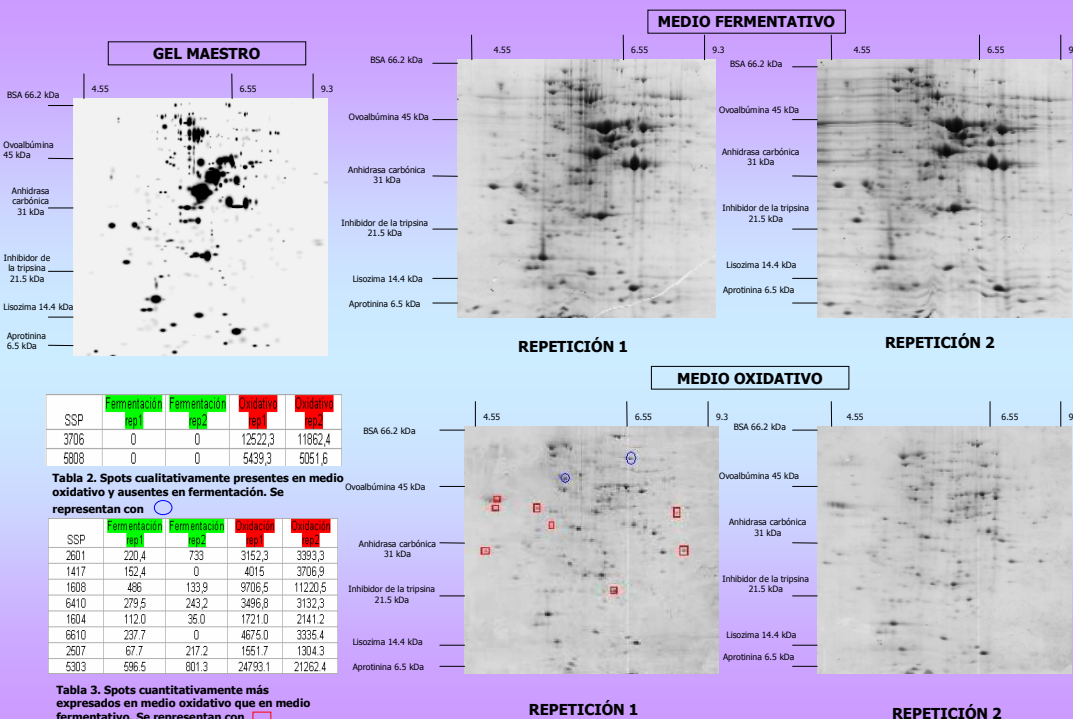 MEDIO FERMENTATIVO
GEL MAESTRO
4.55 6.55 9.3
BSA 66.2 kDa
Ovoalbúmina
45 kDa
Anhidrasa
carbónica
31 kDa
Inhibidor de
la tripsina
21.5 kDa
Lisozima 14.4 kDa
Aprotinina
6.5 kDa
4.55 6.55 9.3
BSA 66.2 kDa
Ovoalbúmina 45 kDa
Anhidrasa carbónica
31 kDa
Inhibidor de la tripsina
21.5 kDa
Lisozima 14.4 kDa
Aprotinina 6.5 kDa
REPETICIÓN 1
4.55 6.55 9
BSA 66.2 kDa
Ovoalbúmina 45 kDa
Anhidrasa carbónica
31 kDa
Inhibidor de la tripsina
21.5 kDa
Lisozima 14.4 kDa
Aprotinina 6.5 kDa
REPETICIÓN 2
SSP Fermentación rep1 Fermentación rep2 Oxidativo rep1 Oxidativo rep2
3706 0 0 12522,3 11862,4
5808 0 0 5439,3 5051,6
Tabla 2. Spots cualitativamente presentes en medio
oxidativo y ausentes en fermentación. Se
representan con
SSP Fermentación rep1 Fermentación rep2 Oxidacion rep1 Oxidacion rep2
2601 220,4 733 3152,3 3393,3
1417 152,4 0 4015 3706,9
1608 486 133,9 9706,5 11220,5
6410 279,5 243,2 3496,8 3132,3
1604 112.0 35.0 1721.0 2141.2
6610 237.7 0 4675.0 3335.4
2507 67.7 217.2 1551.7 1304.3
5303 596.5 801.3 24793.1 21262.4
Tabla 3. Spots cuantitativamente más
expresados en medio oxidativo que en medio
fermentativo. Se representan con
MEDIO OXIDATIVO
4.55 6.55 9.3
BSA 66.2 kDa
Ovoalbúmina 45 kDa
Anhidrasa carbónica
31 kDa
Inhibidor de la tripsina
21.5 kDa
Lisozima 14.4 kDa
Aprotinina 6.5 kDa
REPETICIÓN 1
4.55 6.55 9
BSA 66.2 kDa
Ovoalbúmina 45 kDa
Anhidrasa carbónica
31 kDa
Inhibidor de la tripsina
21.5 kDa
Lisozima 14.4 kDa
Aprotinina 6.5 kDa
REPETICIÓN 2